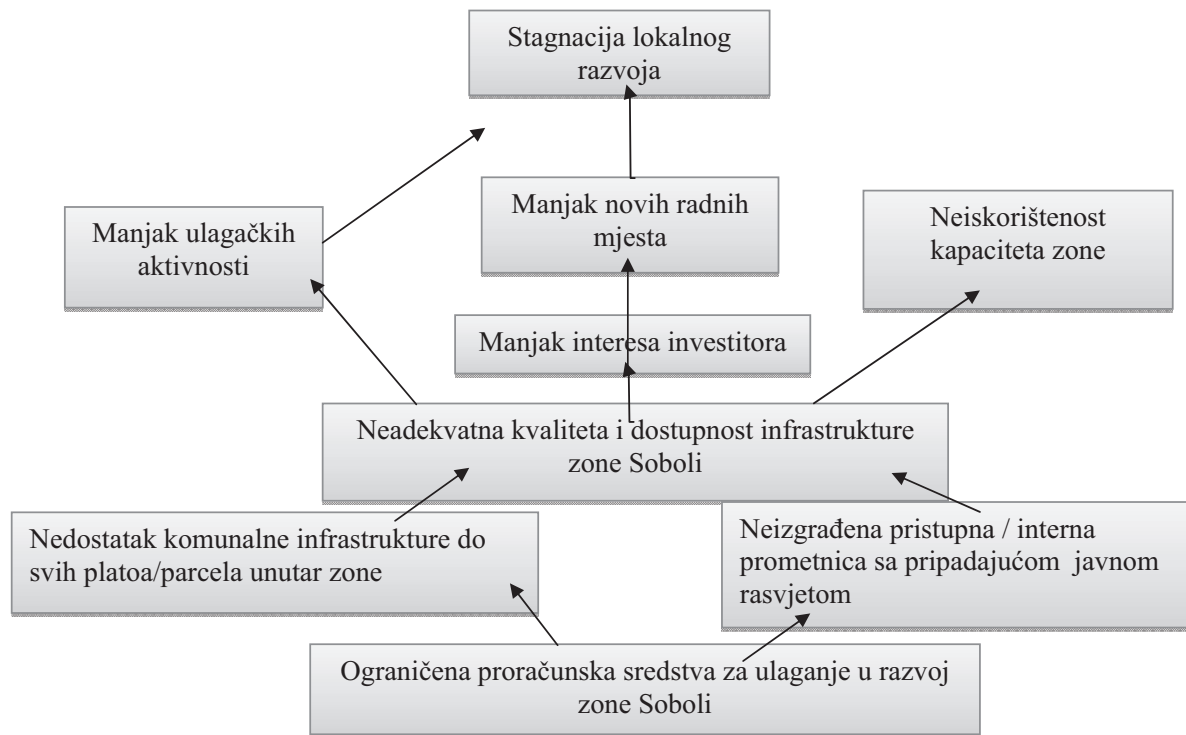 Stagnacija lokalnog
razvoja
Manjak ulagačkih
aktivnosti
Manjak novih radnih
mjesta
Neiskorištenost
kapaciteta zone
Manjak interesa investitora
Neadekvatna kvaliteta i dostupnost infrastrukture
zone Soboli
Nedostatak komunalne infrastrukture do
svih platoa/parcela unutar zone
Neizgrađena pristupna / interna
prometnica sa pripadajućom javnom
rasvjetom
Ograničena proračunska sredstva za ulaganje u razvoj
zone Soboli